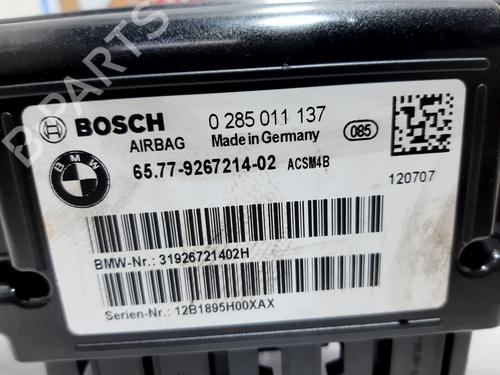 BOSCH
0 285 011 137
AIRBAG
Made in Germany
085
BMW
65.77-9267214-02 ACSM4B
120707
BMW-Nr.: 31926721402H
Serien-Nr.: 12B1895H00XAX
B PARTS